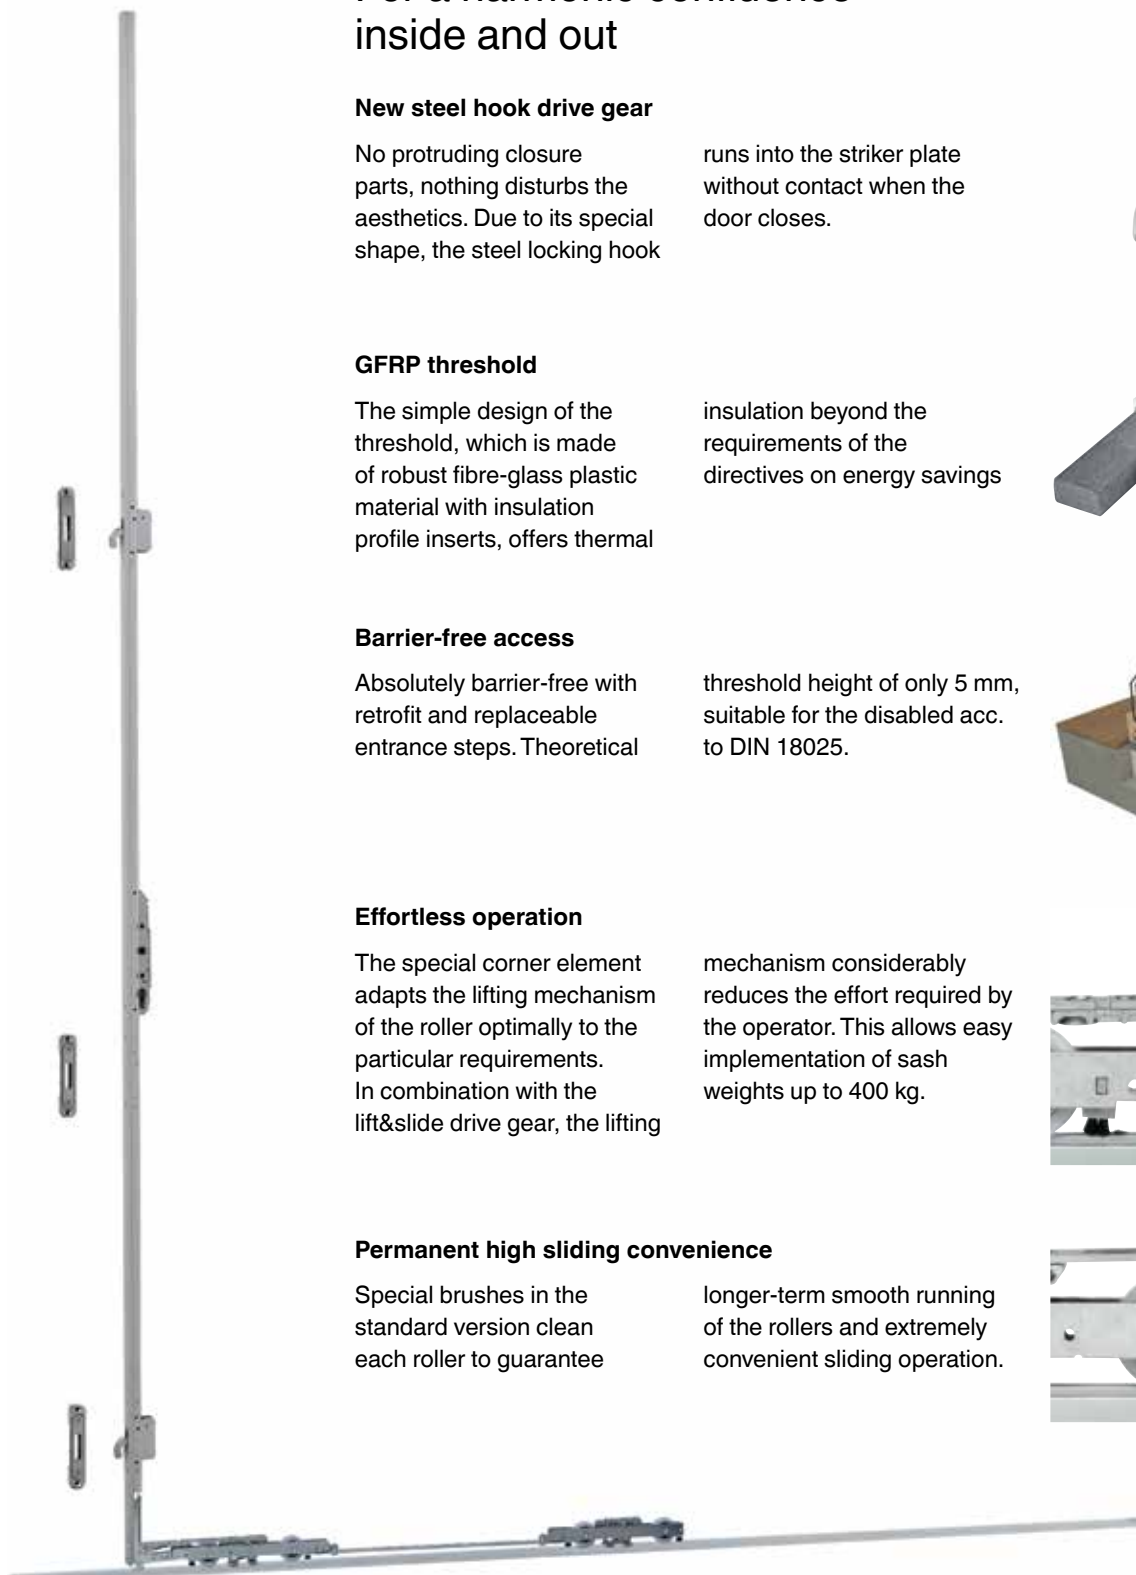 inside and out
New steel hook drive gear
No protruding closure
parts, nothing disturbs the
aesthetics. Due to its special
shape, the steel locking hook
runs into the striker plate
without contact when the
door closes.
GFRP threshold
The simple design of the
threshold, which is made
of robust fibre-glass plastic
material with insulation
profile inserts, offers thermal
insulation beyond the
requirements of the
directives on energy savings
Barrier-free access
Absolutely barrier-free with
retrofit and replaceable
entrance steps. Theoretical
threshold height of only 5 mm,
suitable for the disabled acc.
to DIN 18025.
Effortless operation
The special corner element
adapts the lifting mechanism
of the roller optimally to the
particular requirements.
In combination with the
lift&slide drive gear, the lifting
mechanism considerably
reduces the effort required by
the operator. This allows easy
implementation of sash
weights up to 400 kg.
Permanent high sliding convenience
Special brushes in the
standard version clean
each roller to guarantee
longer-term smooth running
of the rollers and extremely
convenient sliding operation.